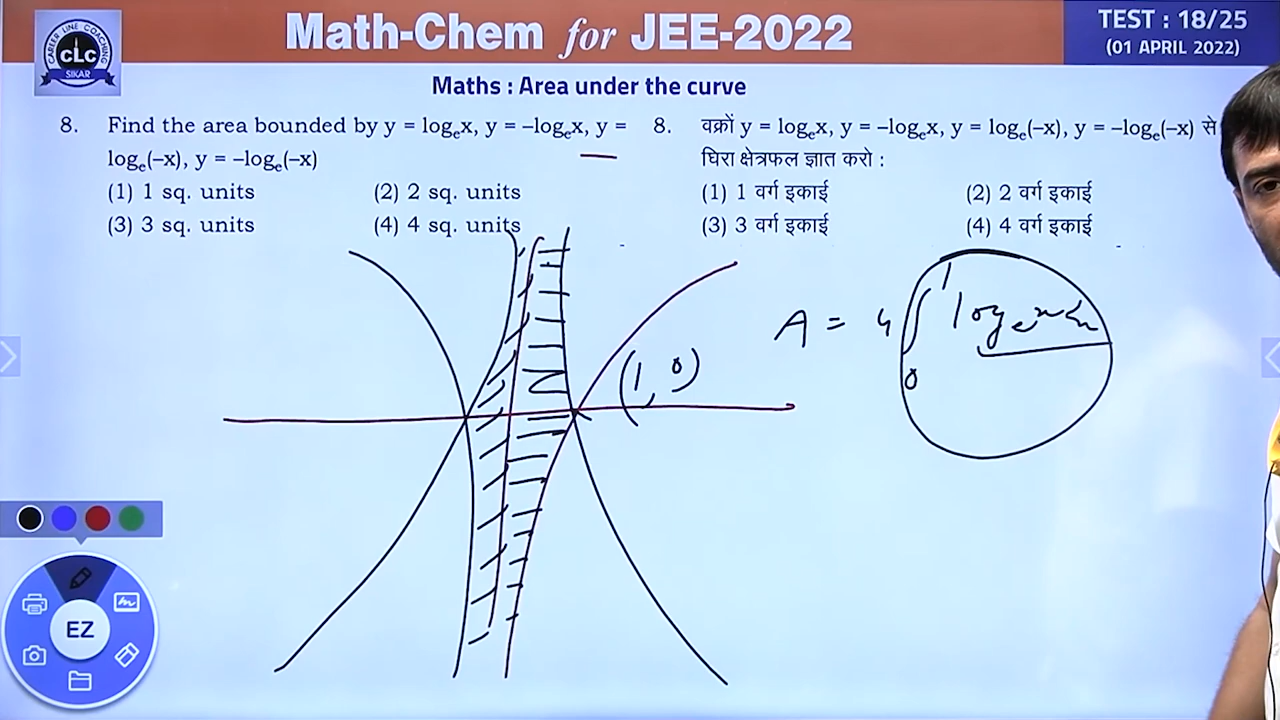 CAREER LINE COACHING
CLC
SIKAR
Math-Chem for JEE-2022
TEST : 18/25
(01 APRIL 2022)
Maths : Area under the curve
8. Find the area bounded by y = logₑx, y = –logₑx, y =
logₑ(–x), y = –logₑ(–x)
(1) 1 sq. units (2) 2 sq. units
(3) 3 sq. units (4) 4 sq. units
8. वक्रों y = logₑx, y = –logₑx, y = logₑ(–x), y = –logₑ(–x) से
घिरा क्षेत्रफल ज्ञात करो :
(1) 1 वर्ग इकाई (2) 2 वर्ग इकाई
(3) 3 वर्ग इकाई (4) 4 वर्ग इकाई
A = 4 ∫₀¹ logₑx dx
(1, 0)
EZ